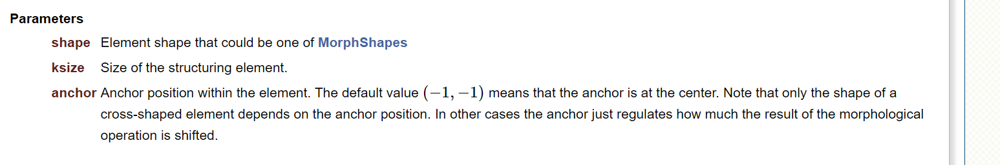 Parameters
shape Element shape that could be one of MorphShapes
ksize Size of the structuring element.
anchor Anchor position within the element. The default value (−1, −1) means that the anchor is at the center. Note that only the shape of a
cross-shaped element depends on the anchor position. In other cases the anchor just regulates how much the result of the morphological
operation is shifted.